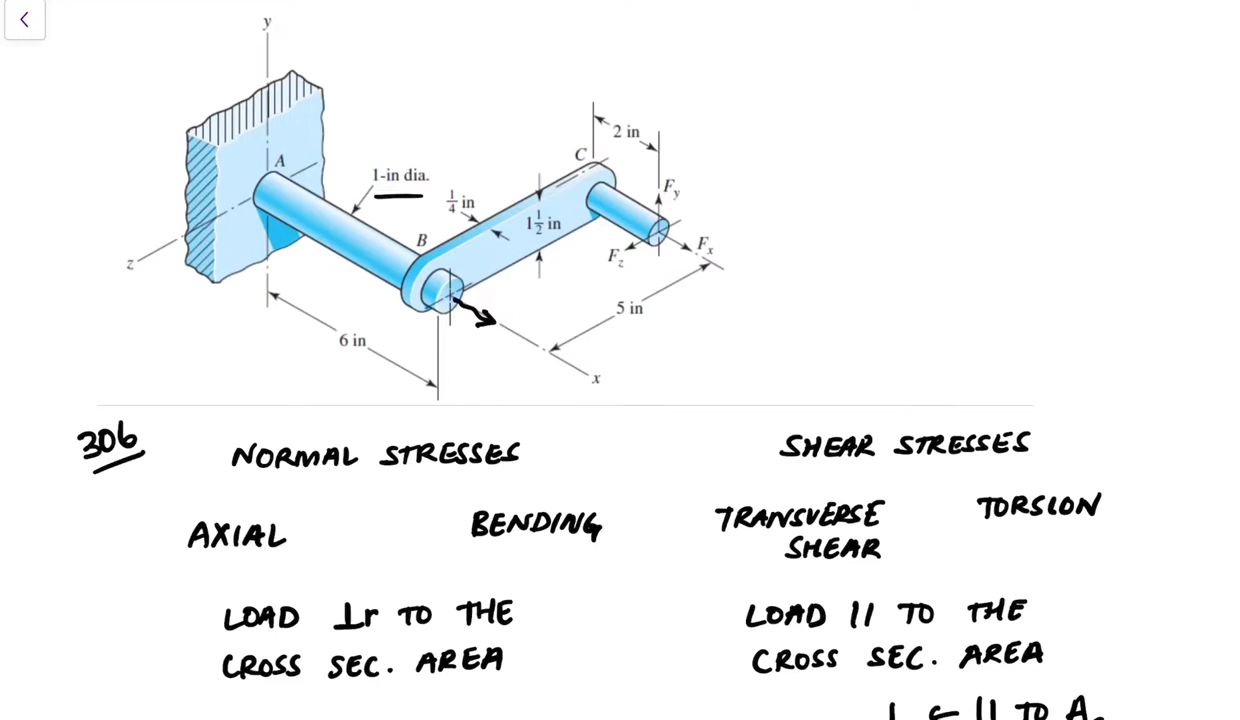 y
2 in
C
A
1-in dia.
F_y
1/4 in
1 1/2 in
B
F_x
z
F_z
5 in
6 in
x
306
NORMAL STRESSES
SHEAR STRESSES
AXIAL
BENDING
TRANSVERSE
SHEAR
TORSION
LOAD ⊥r TO THE
CROSS SEC. AREA
LOAD || TO THE
CROSS SEC. AREA
|| TO A